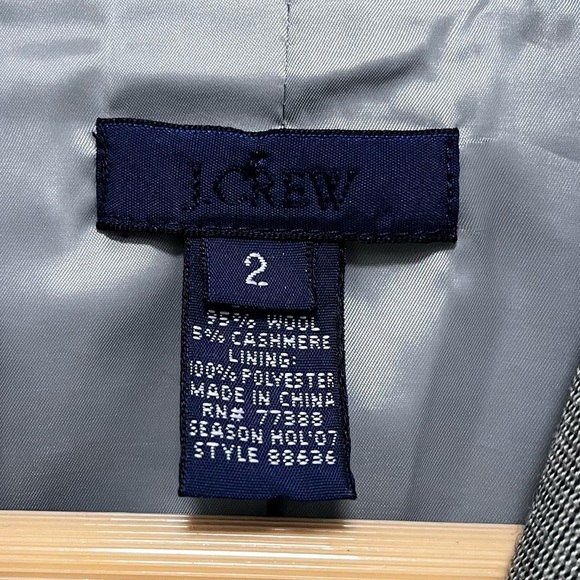 J.CREW
2
95% WOOL
5% CASHMERE
LINING:
100% POLYESTER
MADE IN CHINA
RN# 77388
SEASON HOL'07
STYLE 88636